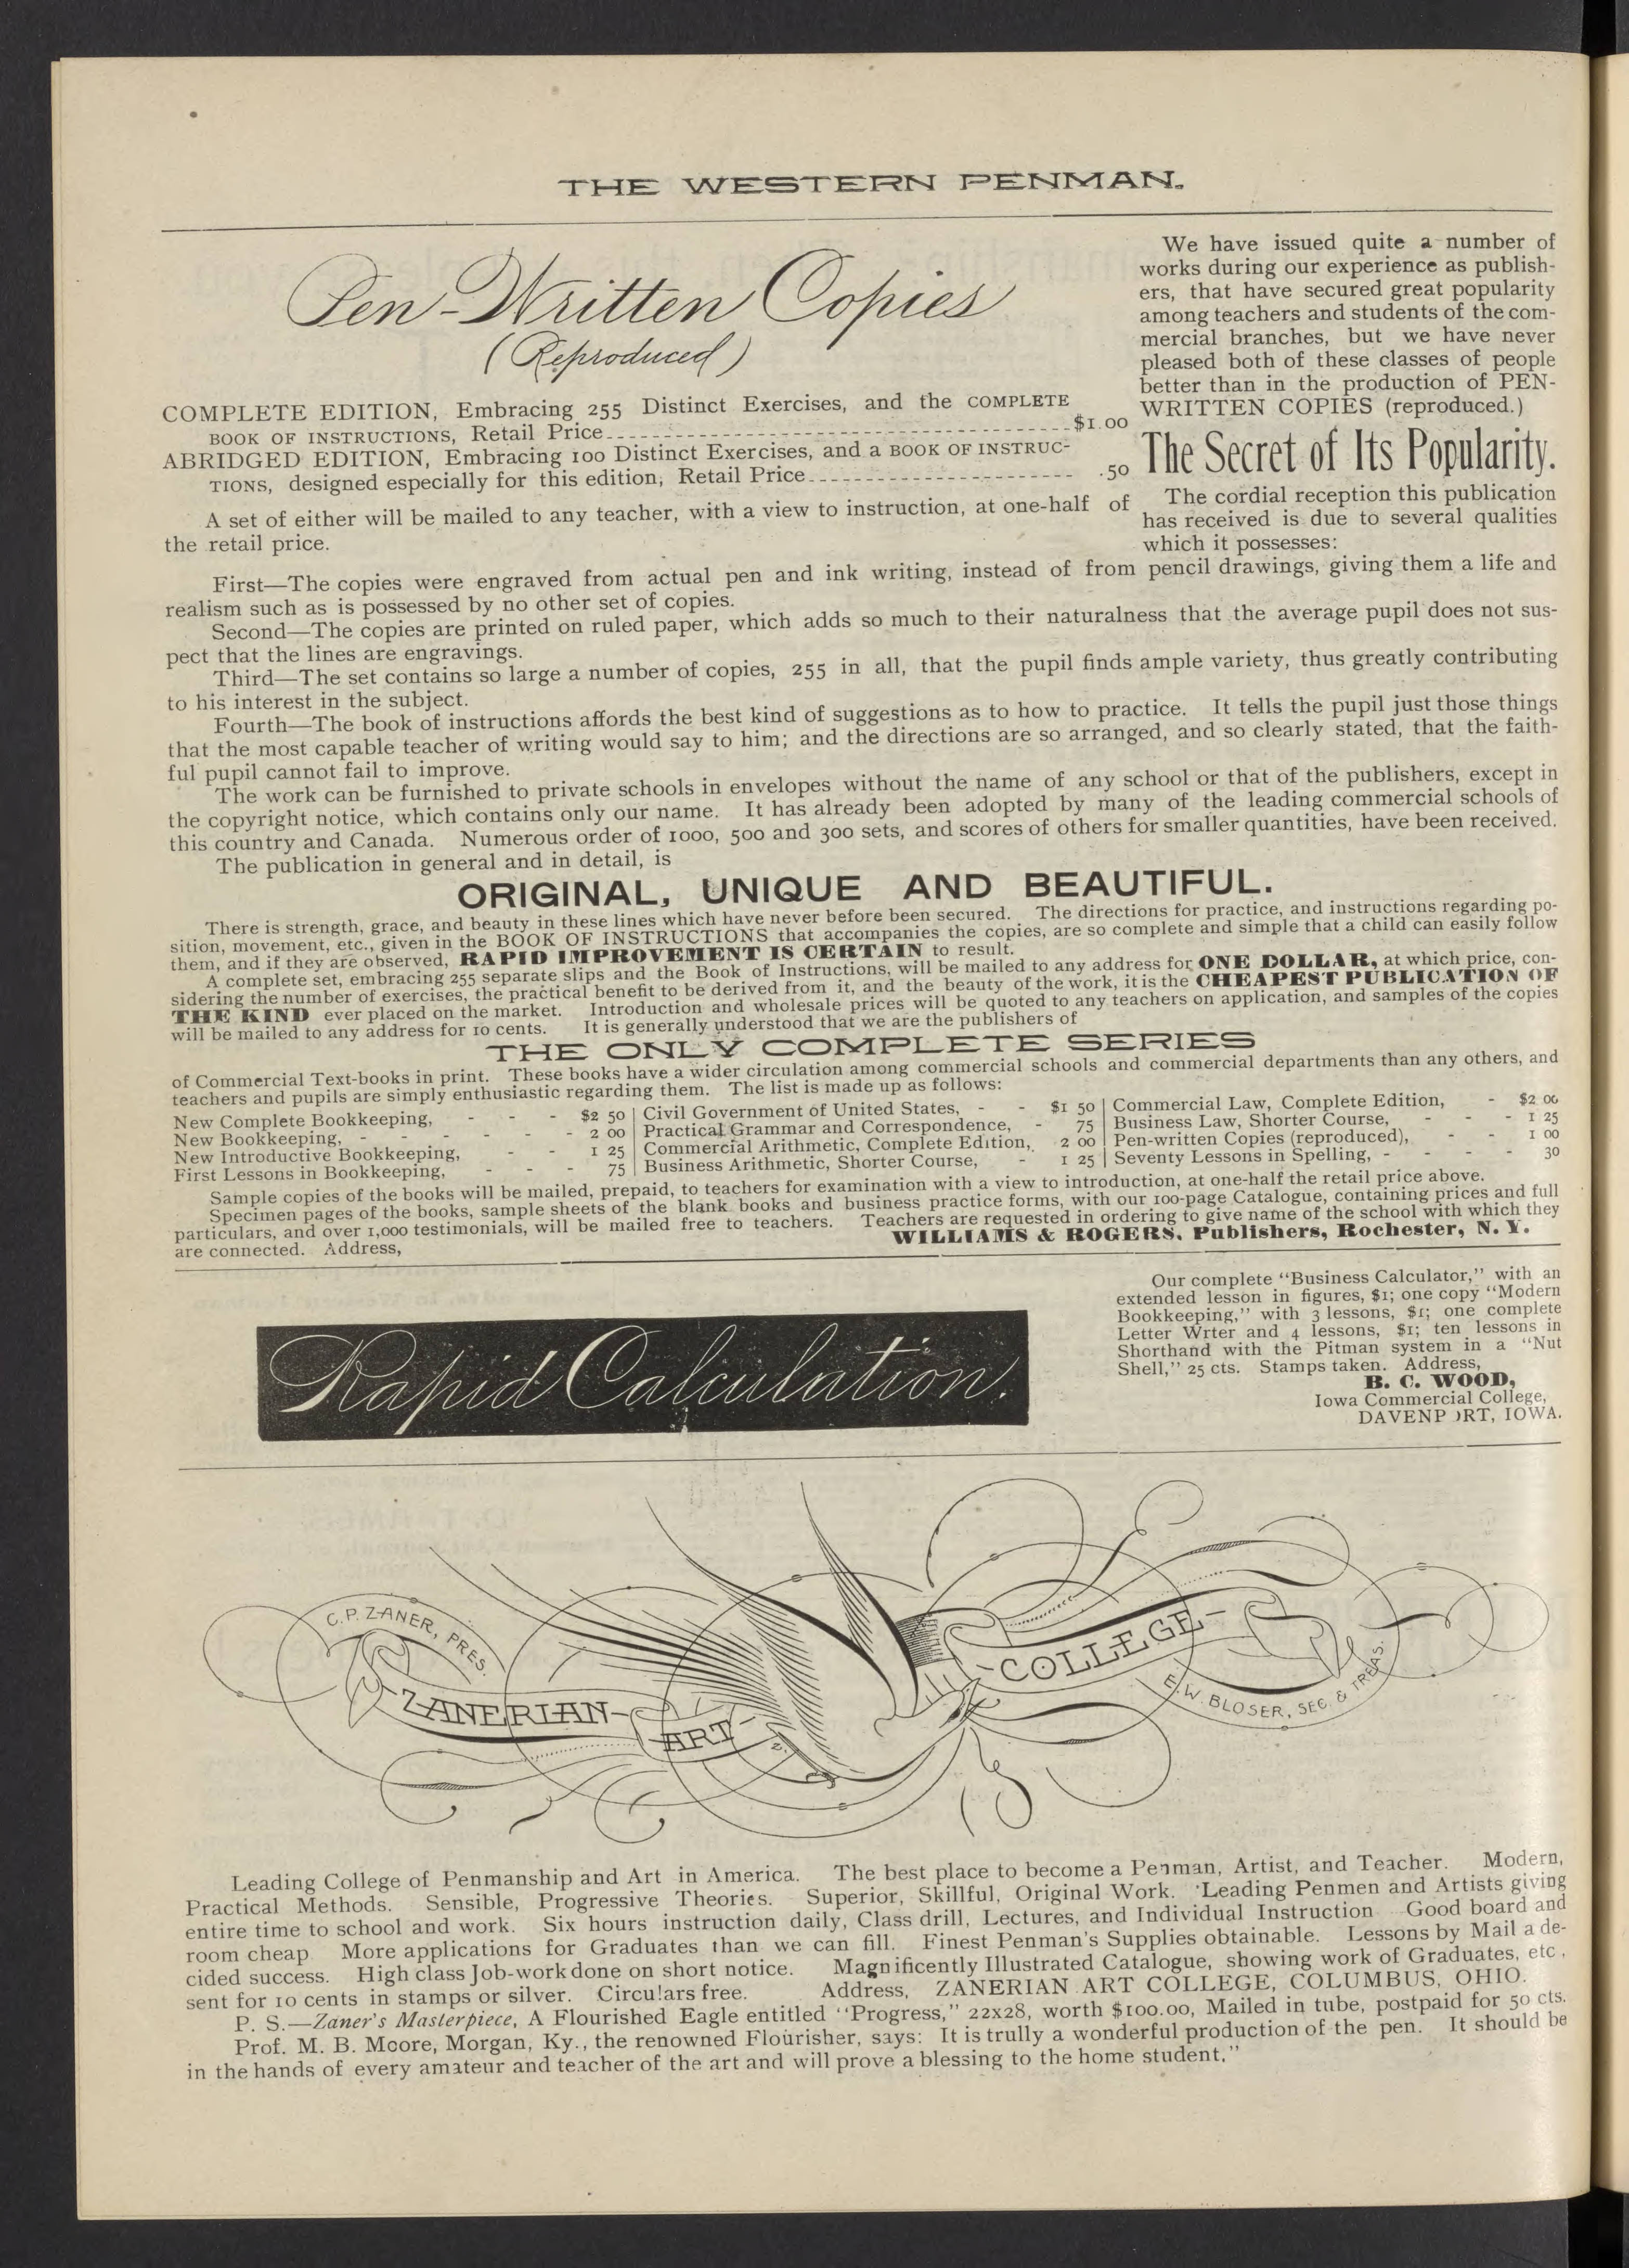 THE WESTERN PENMAN.
Pen-Written Copies
(Reproduced)
COMPLETE EDITION, Embracing 255 Distinct Exercises, and the COMPLETE
BOOK OF INSTRUCTIONS, Retail Price ---------- $1.00
ABRIDGED EDITION, Embracing 100 Distinct Exercises, and a BOOK OF INSTRUC-
TIONS, designed especially for this edition, Retail Price ---------- .50
A set of either will be mailed to any teacher, with a view to instruction, at one-half of
the retail price.
We have issued quite a number of
works during our experience as publish-
ers, that have secured great popularity
among teachers and students of the com-
mercial branches, but we have never
pleased both of these classes of people
better than in the production of PEN-
WRITTEN COPIES (reproduced.)
The Secret of Its Popularity.
The cordial reception this publication
has received is due to several qualities
which it possesses:
First—The copies were engraved from actual pen and ink writing, instead of from pencil drawings, giving them a life and
realism such as is possessed by no other set of copies.
Second—The copies are printed on ruled paper, which adds so much to their naturalness that the average pupil does not sus-
pect that the lines are engravings.
Third—The set contains so large a number of copies, 255 in all, that the pupil finds ample variety, thus greatly contributing
to his interest in the subject.
Fourth—The book of instructions affords the best kind of suggestions as to how to practice. It tells the pupil just those things
that the most capable teacher of writing would say to him; and the directions are so arranged, and so clearly stated, that the faith-
ful pupil cannot fail to improve.
The work can be furnished to private schools in envelopes without the name of any school or that of the publishers, except in
the copyright notice, which contains only our name. It has already been adopted by many of the leading commercial schools of
this country and Canada. Numerous order of 1000, 500 and 300 sets, and scores of others for smaller quantities, have been received.
The publication in general and in detail, is
ORIGINAL, UNIQUE AND BEAUTIFUL.
There is strength, grace, and beauty in these lines which have never before been secured. The directions for practice, and instructions regarding po-
sition, movement, etc., given in the BOOK OF INSTRUCTIONS that accompanies the copies, are so complete and simple that a child can easily follow
them, and if they are observed, RAPID IMPROVEMENT IS CERTAIN to result.
A complete set, embracing 255 separate slips and the Book of Instructions, will be mailed to any address for ONE DOLLAR, at which price, con-
sidering the number of exercises, the practical benefit to be derived from it, and the beauty of the work, it is the CHEAPEST PUBLICATION OF
THE KIND ever placed on the market. Introduction and wholesale prices will be quoted to any teachers on application, and samples of the copies
will be mailed to any address for 10 cents. It is generally understood that we are the publishers of
THE ONLY COMPLETE SERIES
of Commercial Text-books in print. These books have a wider circulation among commercial schools and commercial departments than any others, and
teachers and pupils are simply enthusiastic regarding them. The list is made up as follows:
New Complete Bookkeeping, - - - $2 50
New Bookkeeping, - - - - - - 2 00
New Introductive Bookkeeping, - - 1 25
First Lessons in Bookkeeping, - - - 75
Civil Government of United States, - - $1 50
Practical Grammar and Correspondence, - 75
Commercial Arithmetic, Complete Edition, 2 00
Business Arithmetic, Shorter Course, - 1 25
Commercial Law, Complete Edition, - $2 00
Business Law, Shorter Course, - - - 1 25
Pen-written Copies (reproduced), - - 1 00
Seventy Lessons in Spelling, - - - - 30
Sample copies of the books will be mailed, prepaid, to teachers for examination with a view to introduction, at one-half the retail price above.
Specimen pages of the books, sample sheets of the blank books and business practice forms, with our 100-page Catalogue, containing prices and full
particulars, and over 1,000 testimonials, will be mailed free to teachers. Teachers are requested in ordering to give name of the school with which they
are connected. Address, WILLIAMS & ROGERS, Publishers, Rochester, N. Y.
Rapid Calculation.
Our complete "Business Calculator," with an
extended lesson in figures, $1; one copy "Modern
Bookkeeping," with 3 lessons, $1; one complete
Letter Wrter and 4 lessons, $1; ten lessons in
Shorthand with the Pitman system in a "Nut
Shell," 25 cts. Stamps taken. Address,
B. C. WOOD,
Iowa Commercial College,
DAVENPORT, IOWA.
C. P. ZANER, PRES.
ZANERIAN ART COLLEGE
E. W. BLOSER, SEC. & TREAS.
Leading College of Penmanship and Art in America. The best place to become a Penman, Artist, and Teacher. Modern,
Practical Methods. Sensible, Progressive Theories. Superior, Skillful, Original Work. Leading Penmen and Artists giving
entire time to school and work. Six hours instruction daily, Class drill, Lectures, and Individual Instruction Good board and
room cheap More applications for Graduates than we can fill. Finest Penman's Supplies obtainable. Lessons by Mail a de-
cided success. High class Job-work done on short notice. Magnificently Illustrated Catalogue, showing work of Graduates, etc.,
sent for 10 cents in stamps or silver. Circulars free. Address, ZANERIAN ART COLLEGE, COLUMBUS, OHIO.
P. S.—Zaner's Masterpiece, A Flourished Eagle entitled "Progress," 22x28, worth $100.00, Mailed in tube, postpaid for 50 cts.
Prof. M. B. Moore, Morgan, Ky., the renowned Flourisher, says: It is trully a wonderful production of the pen. It should be
in the hands of every amateur and teacher of the art and will prove a blessing to the home student."